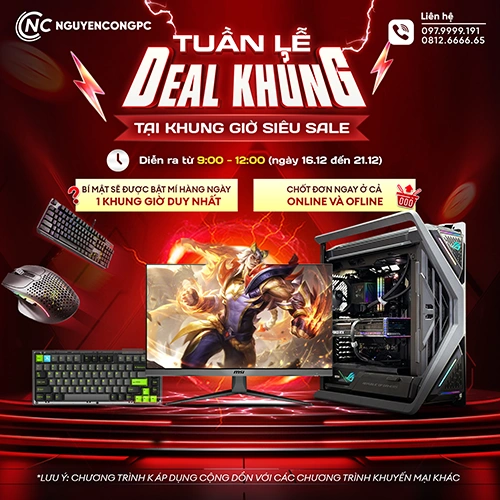 NC NGUYENCONGPC
Liên hệ
097.9999.191
0812.6666.65
TUẦN LỄ
DEAL KHỦNG
TẠI KHUNG GIỜ SIÊU SALE
Diễn ra từ 9:00 - 12:00 (ngày 16.12 đến 21.12)
BÍ MẬT SẼ ĐƯỢC BẬT MÍ HÀNG NGÀY
1 KHUNG GIỜ DUY NHẤT
CHỐT ĐƠN NGAY Ở CẢ
ONLINE VÀ OFLINE
msi
*LƯU Ý: CHƯƠNG TRÌNH K ÁP DỤNG CỘNG DỒN VỚI CÁC CHƯƠNG TRÌNH KHUYẾN MẠI KHÁC